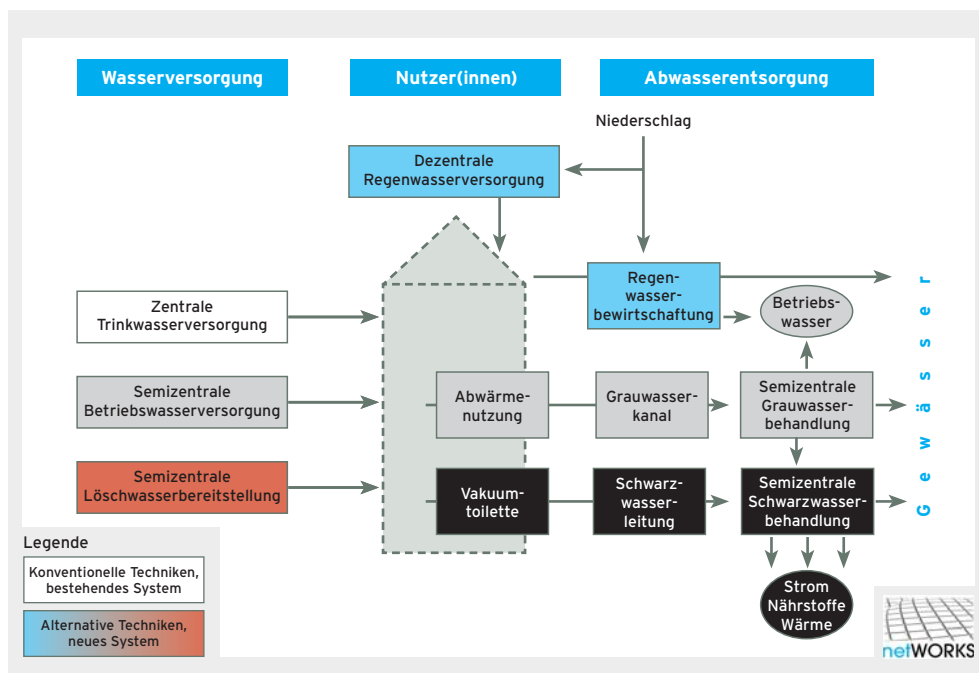 Wasserversorgung
Nutzer(innen)
Abwasserentsorgung
Niederschlag
Dezentrale
Regenwasserversorgung
Regen-
wasser-
bewirtschaftung
Betriebs-
wasser
Zentrale
Trinkwasserversorgung
Semizentrale
Betriebswasserversorgung
Abwärme-
nutzung
Grauwasser-
kanal
Semizentrale
Grauwasser-
behandlung
Semizentrale
Löschwasserbereitstellung
Vakuum-
toilette
Schwarz-
wasser-
leitung
Semizentrale
Schwarzwasser-
behandlung
Strom
Nährstoffe
Wärme
Gewässer
Legende
Konventionelle Techniken,
bestehendes System
Alternative Techniken,
neues System
netWORKS